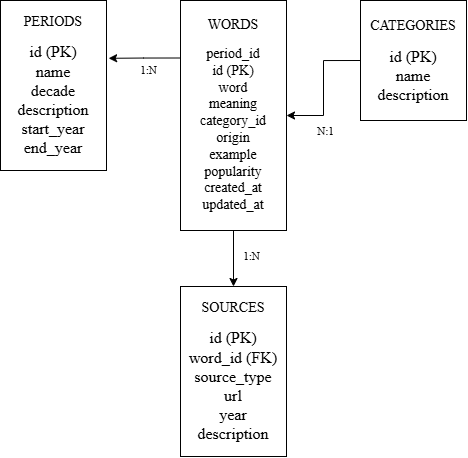 PERIODS
id (PK)
name
decade
description
start_year
end_year
1:N
WORDS
period_id
id (PK)
word
meaning
category_id
origin
example
popularity
created_at
updated_at
N:1
CATEGORIES
id (PK)
name
description
1:N
SOURCES
id (PK)
word_id (FK)
source_type
url
year
description